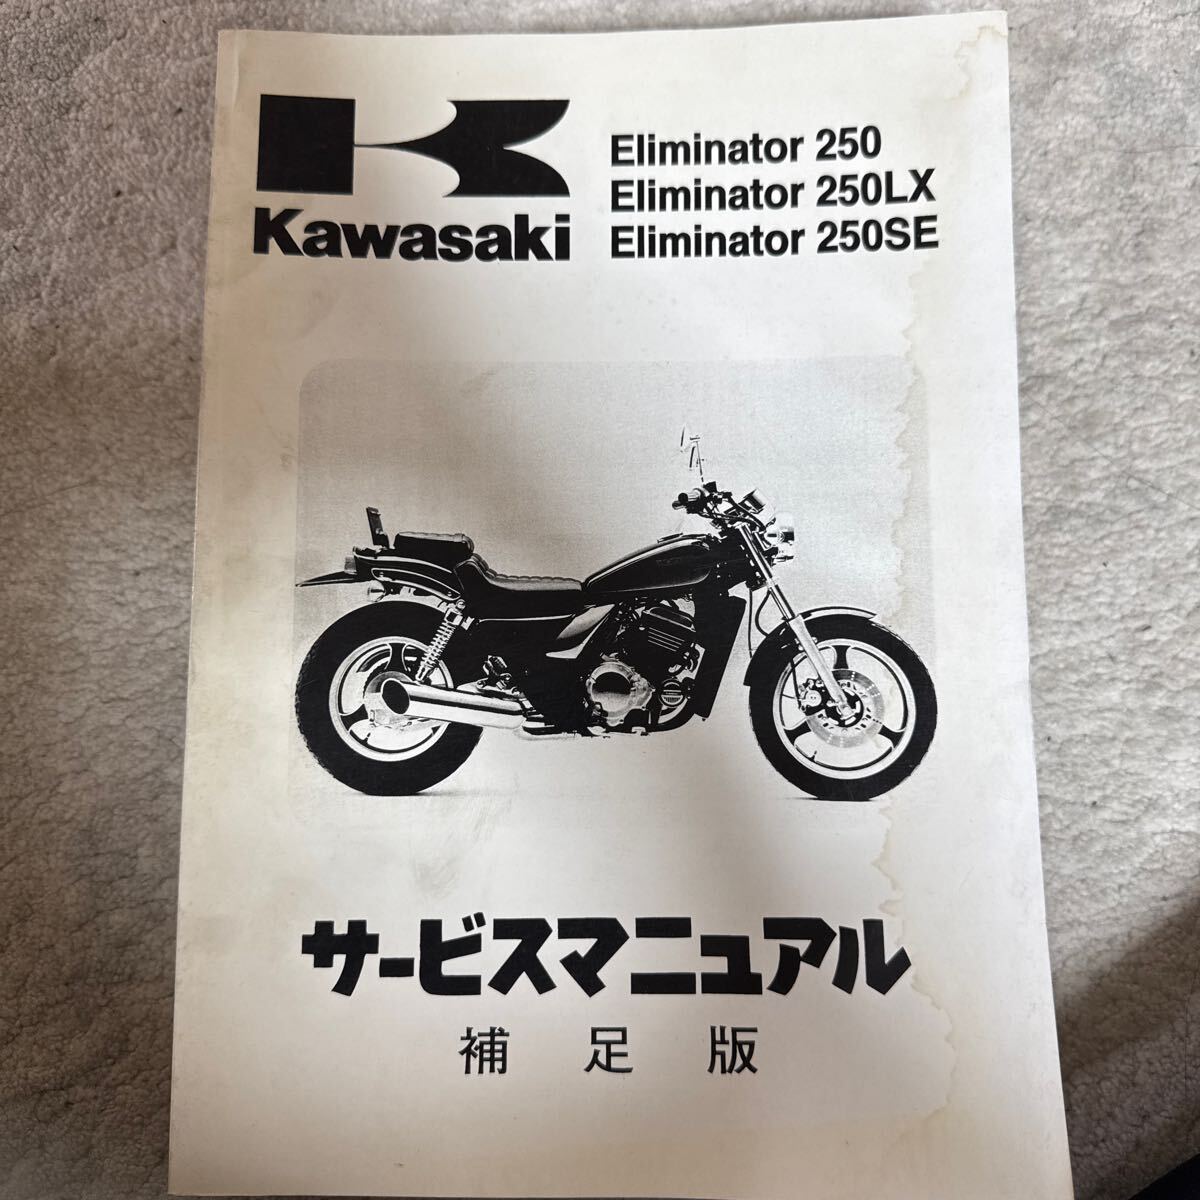 Kawasaki
Eliminator 250
Eliminator 250LX
Eliminator 250SE
サービスマニュアル
補足版